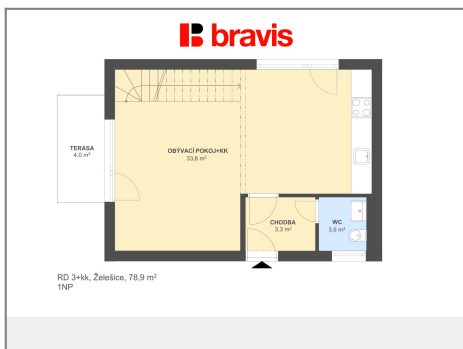 bravis
TERASA
4,0 m²
OBÝVACÍ POKOJ+KK
33,6 m²
CHODBA
3,3 m²
WC
3,6 m²
RD 3+kk, Želešice, 78,9 m²
1NP